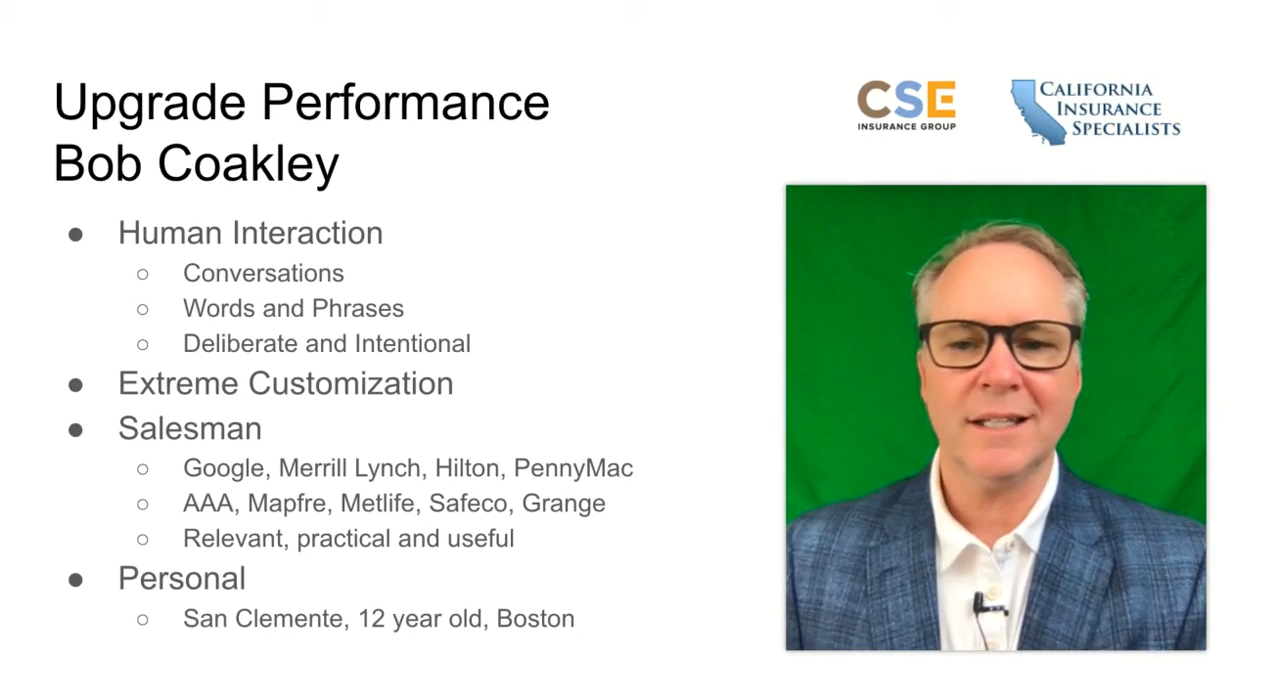 Upgrade Performance
Bob Coakley
● Human Interaction
○ Conversations
○ Words and Phrases
○ Deliberate and Intentional
● Extreme Customization
● Salesman
○ Google, Merrill Lynch, Hilton, PennyMac
○ AAA, Mapfre, Metlife, Safeco, Grange
○ Relevant, practical and useful
● Personal
○ San Clemente, 12 year old, Boston
CSE
INSURANCE GROUP
CALIFORNIA
INSURANCE
SPECIALISTS